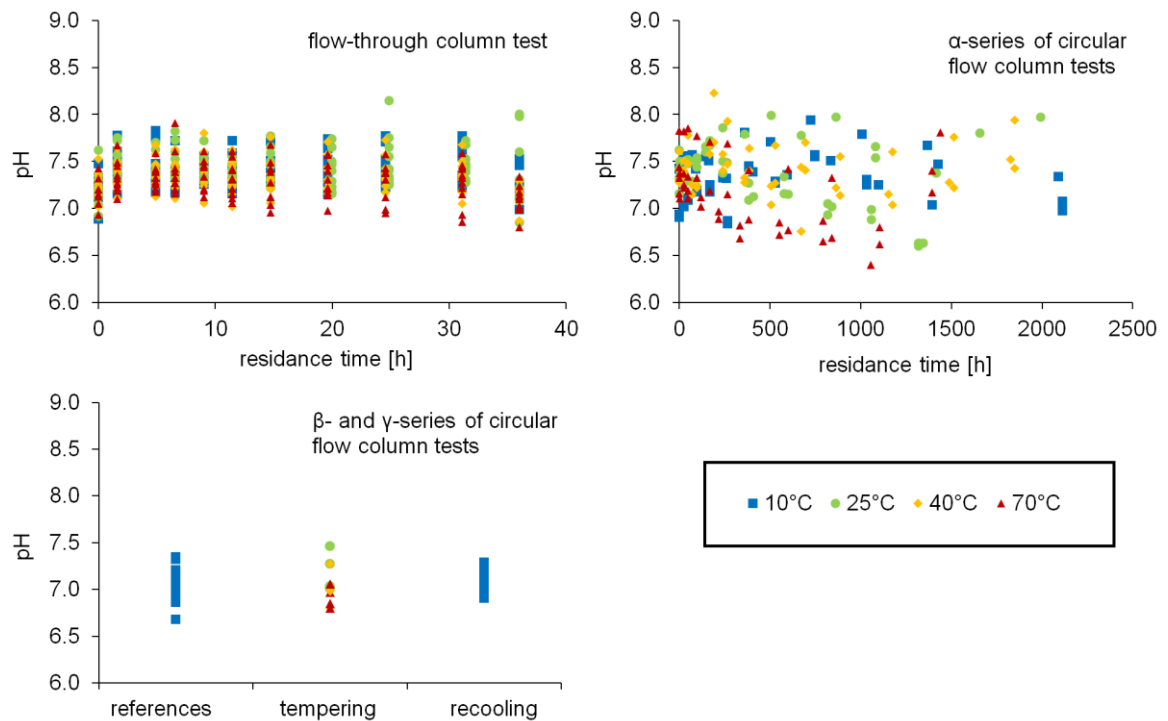 flow-through column test
9.0
8.5
8.0
7.5
7.0
6.5
6.0
pH
0 10 20 30 40
residance time [h]
α-series of circular
flow column tests
9.0
8.5
8.0
7.5
7.0
6.5
6.0
pH
0 500 1000 1500 2000 2500
residance time [h]
β- and γ-series of circular
flow column tests
9.0
8.5
8.0
7.5
7.0
6.5
6.0
pH
references tempering recooling
10°C 25°C 40°C 70°C